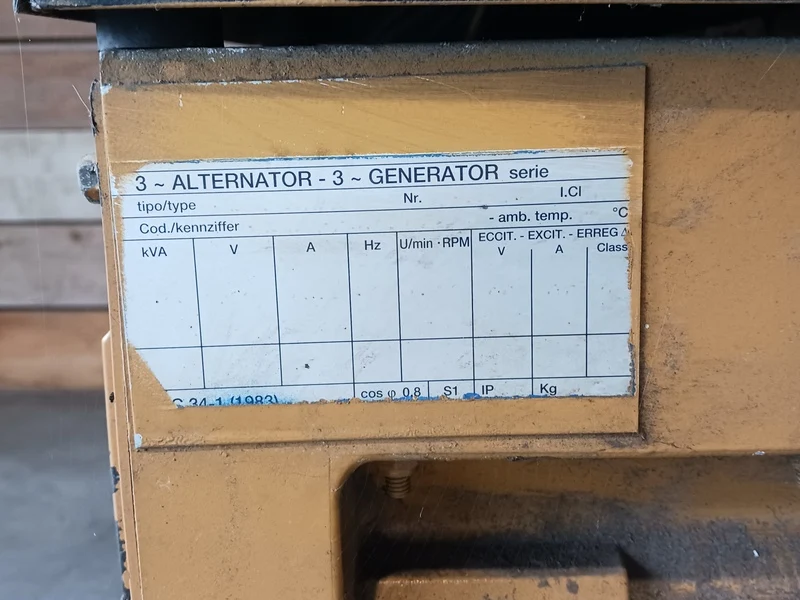 3 ~ ALTERNATOR - 3 ~ GENERATOR serie
tipo/type Nr. I.Cl
Cod./kennziffer - amb. temp. °C
kVA V A Hz U/min · RPM ECCIT. - EXCIT. - ERREG Δ
V A Class
C 34-1 (1983) cos φ 0,8 S1 IP Kg